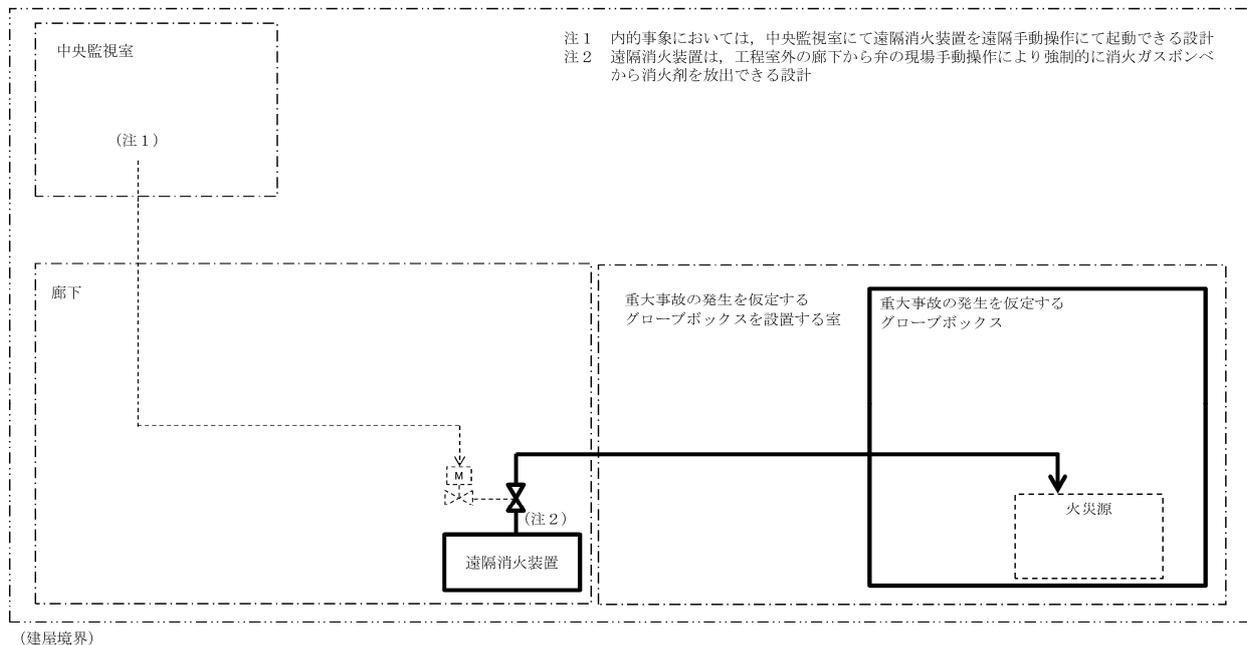 中央監視室
注１　内的事象においては，中央監視室にて遠隔消火装置を遠隔手動操作にて起動できる設計
注２　遠隔消火装置は，工程室外の廊下から弁の現場手動操作により強制的に消火ガスボンベ
から消火剤を放出できる設計
（注１）
廊下
重大事故の発生を仮定する
グローブボックスを設置する室
重大事故の発生を仮定する
グローブボックス
M
（注２）
火災源
遠隔消火装置
（建屋境界）